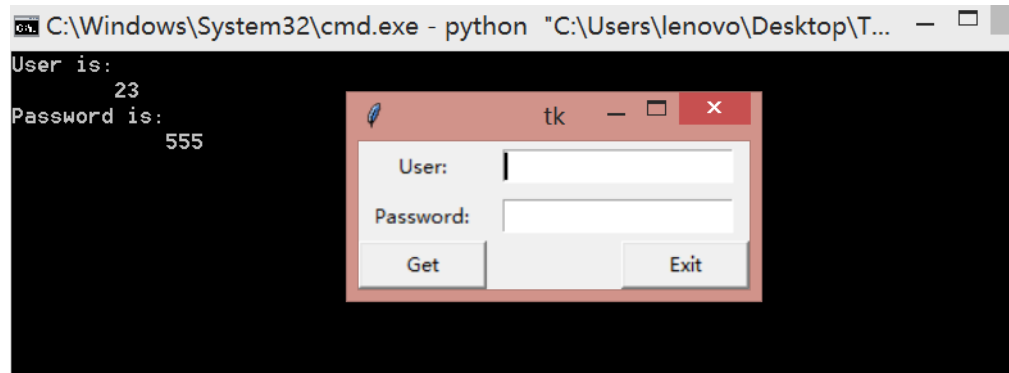 C:\Windows\System32\cmd.exe - python "C:\Users\lenovo\Desktop\T...
User is:
23
Password is:
555
tk
User:
Password:
Get Exit